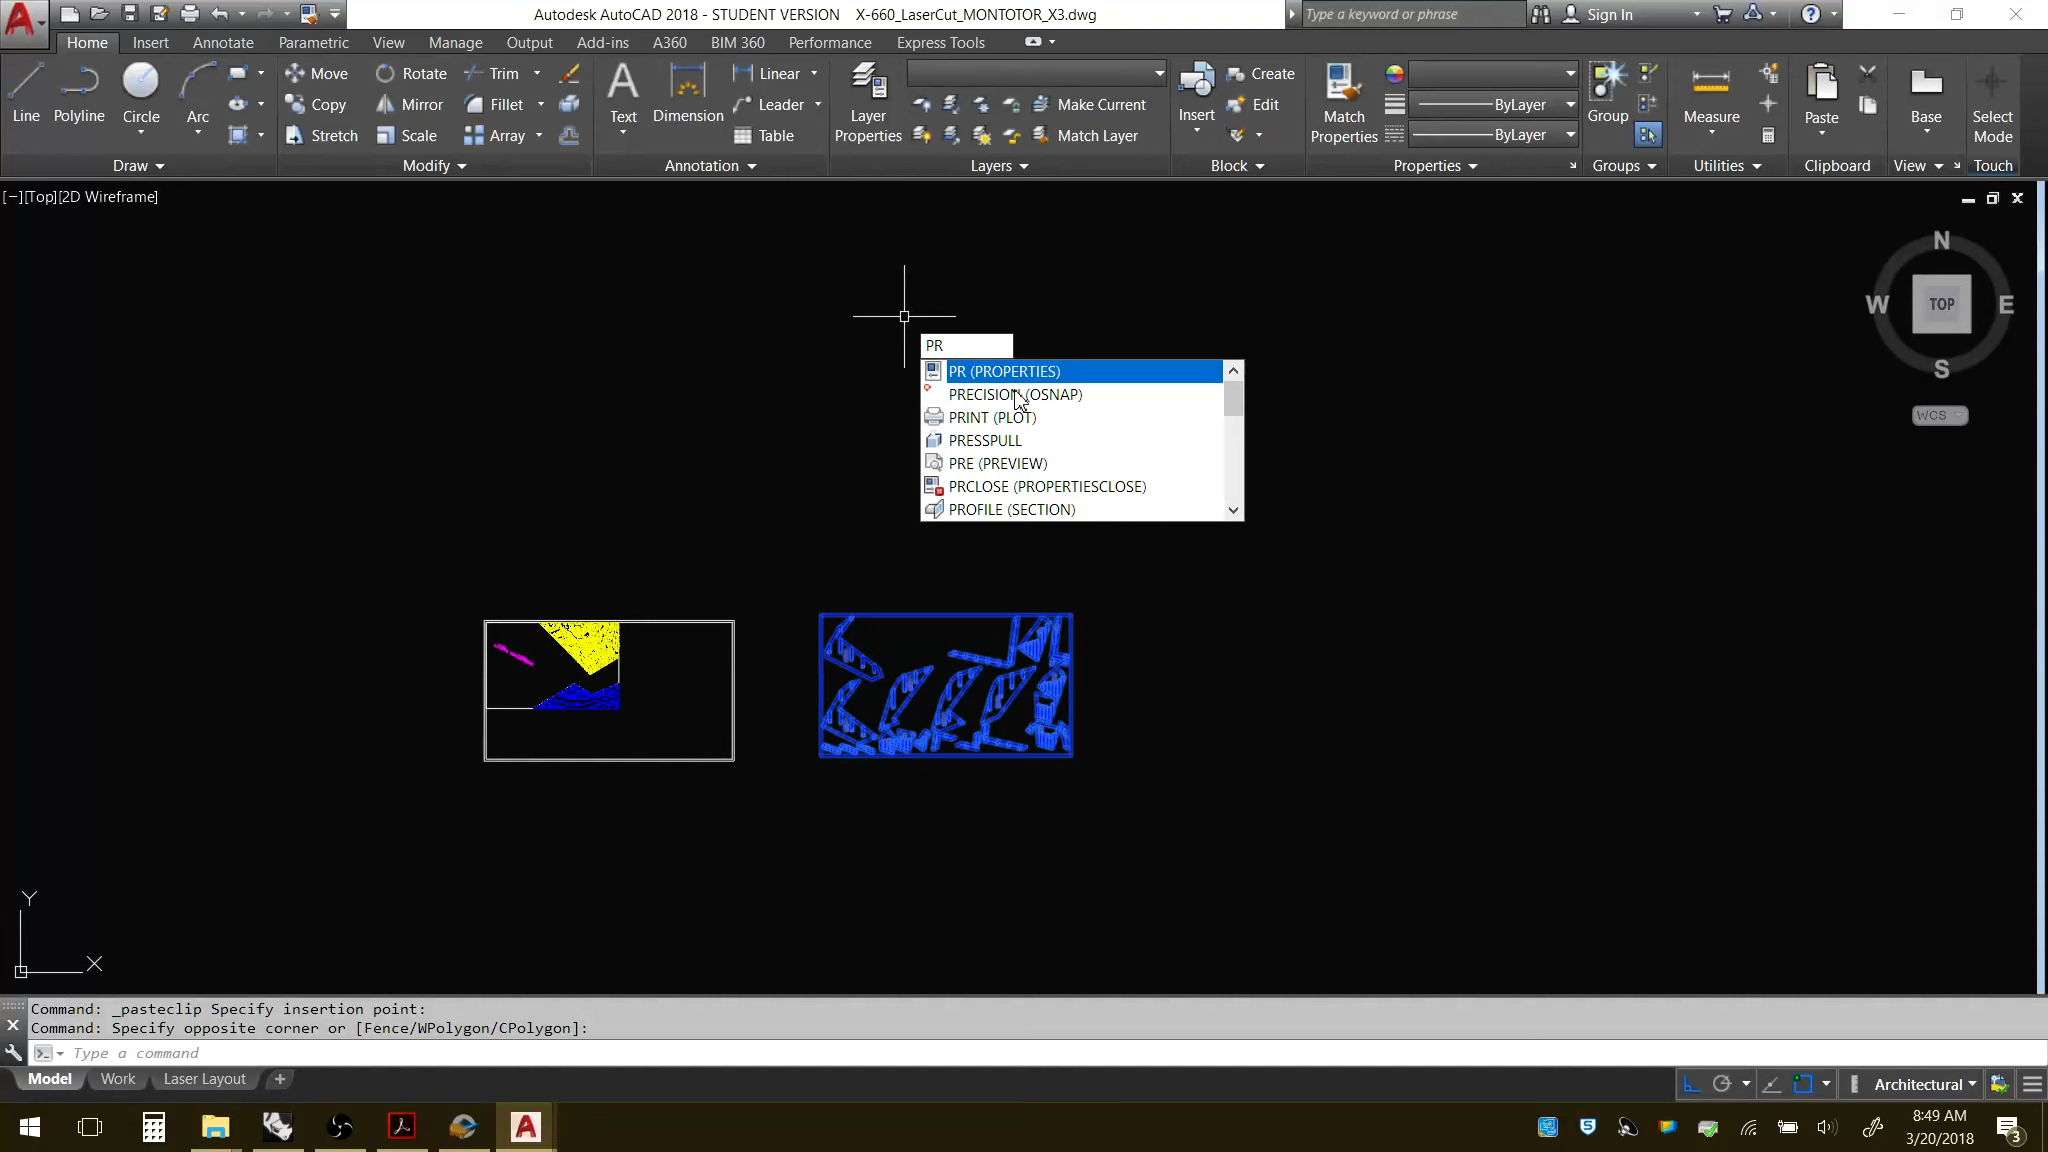 Autodesk AutoCAD 2018 - STUDENT VERSION X-660_LaserCut_MONTOTOR_X3.dwg
Type a keyword or phrase
Sign In
Home Insert Annotate Parametric View Manage Output Add-ins A360 BIM 360 Performance Express Tools
Line Polyline Circle Arc
Move Rotate Trim
Copy Mirror Fillet
Stretch Scale Array
Text Dimension
Linear
Leader
Table
Layer
Properties
Make Current
Match Layer
Insert
Create
Edit
Match
Properties
ByLayer
ByLayer
Group
Measure
Paste
Base
Select
Mode
Draw Modify Annotation Layers Block Properties Groups Utilities Clipboard View Touch
[−][Top][2D Wireframe]
N
W TOP E
S
WCS
PR
PR (PROPERTIES)
PRECISION (OSNAP)
PRINT (PLOT)
PRESSPULL
PRE (PREVIEW)
PRCLOSE (PROPERTIESCLOSE)
PROFILE (SECTION)
Y
X
Command: _pasteclip Specify insertion point:
Command: Specify opposite corner or [Fence/WPolygon/CPolygon]:
Type a command
Model Work Laser Layout +
Architectural
8:49 AM
3/20/2018
3